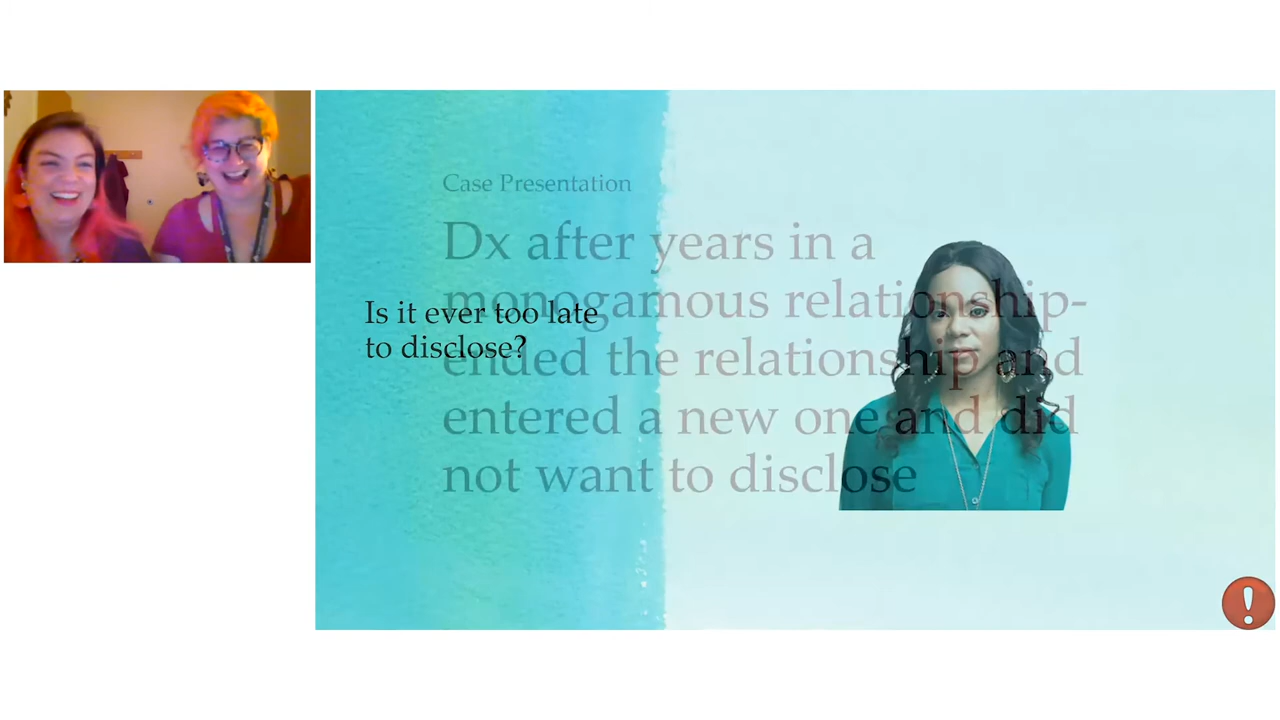 Case Presentation
Dx after years in a
monogamous relationship-
ended the relationship and
entered a new one and did
not want to disclose
Is it ever too late
to disclose?